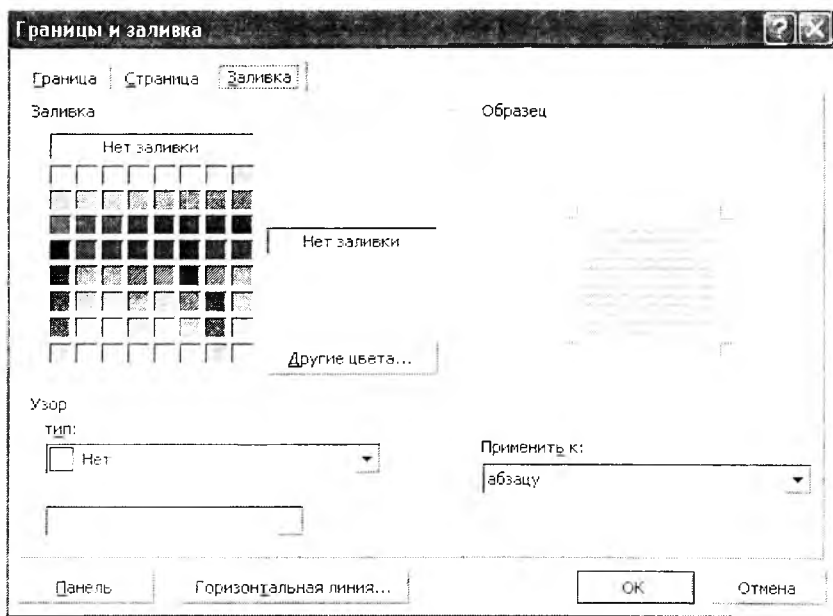 Границы и заливка
Граница Страница Заливка
Заливка
Образец
Нет заливки
Нет заливки
Другие цвета...
Узор
тип:
Нет
Применить к:
абзацу
Панель
Горизонтальная линия...
ОК
Отмена